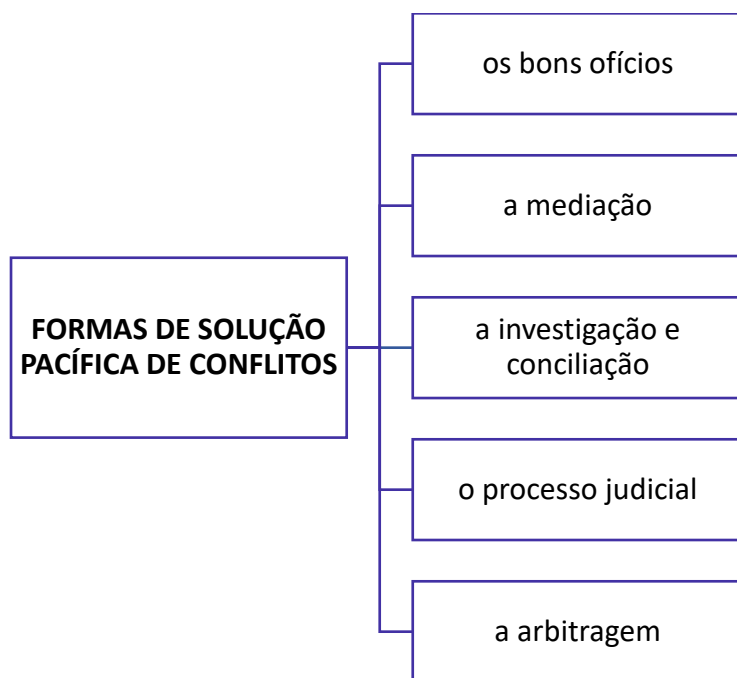 os bons ofícios
a mediação
FORMAS DE SOLUÇÃO
PACÍFICA DE CONFLITOS
a investigação e
conciliação
o processo judicial
a arbitragem